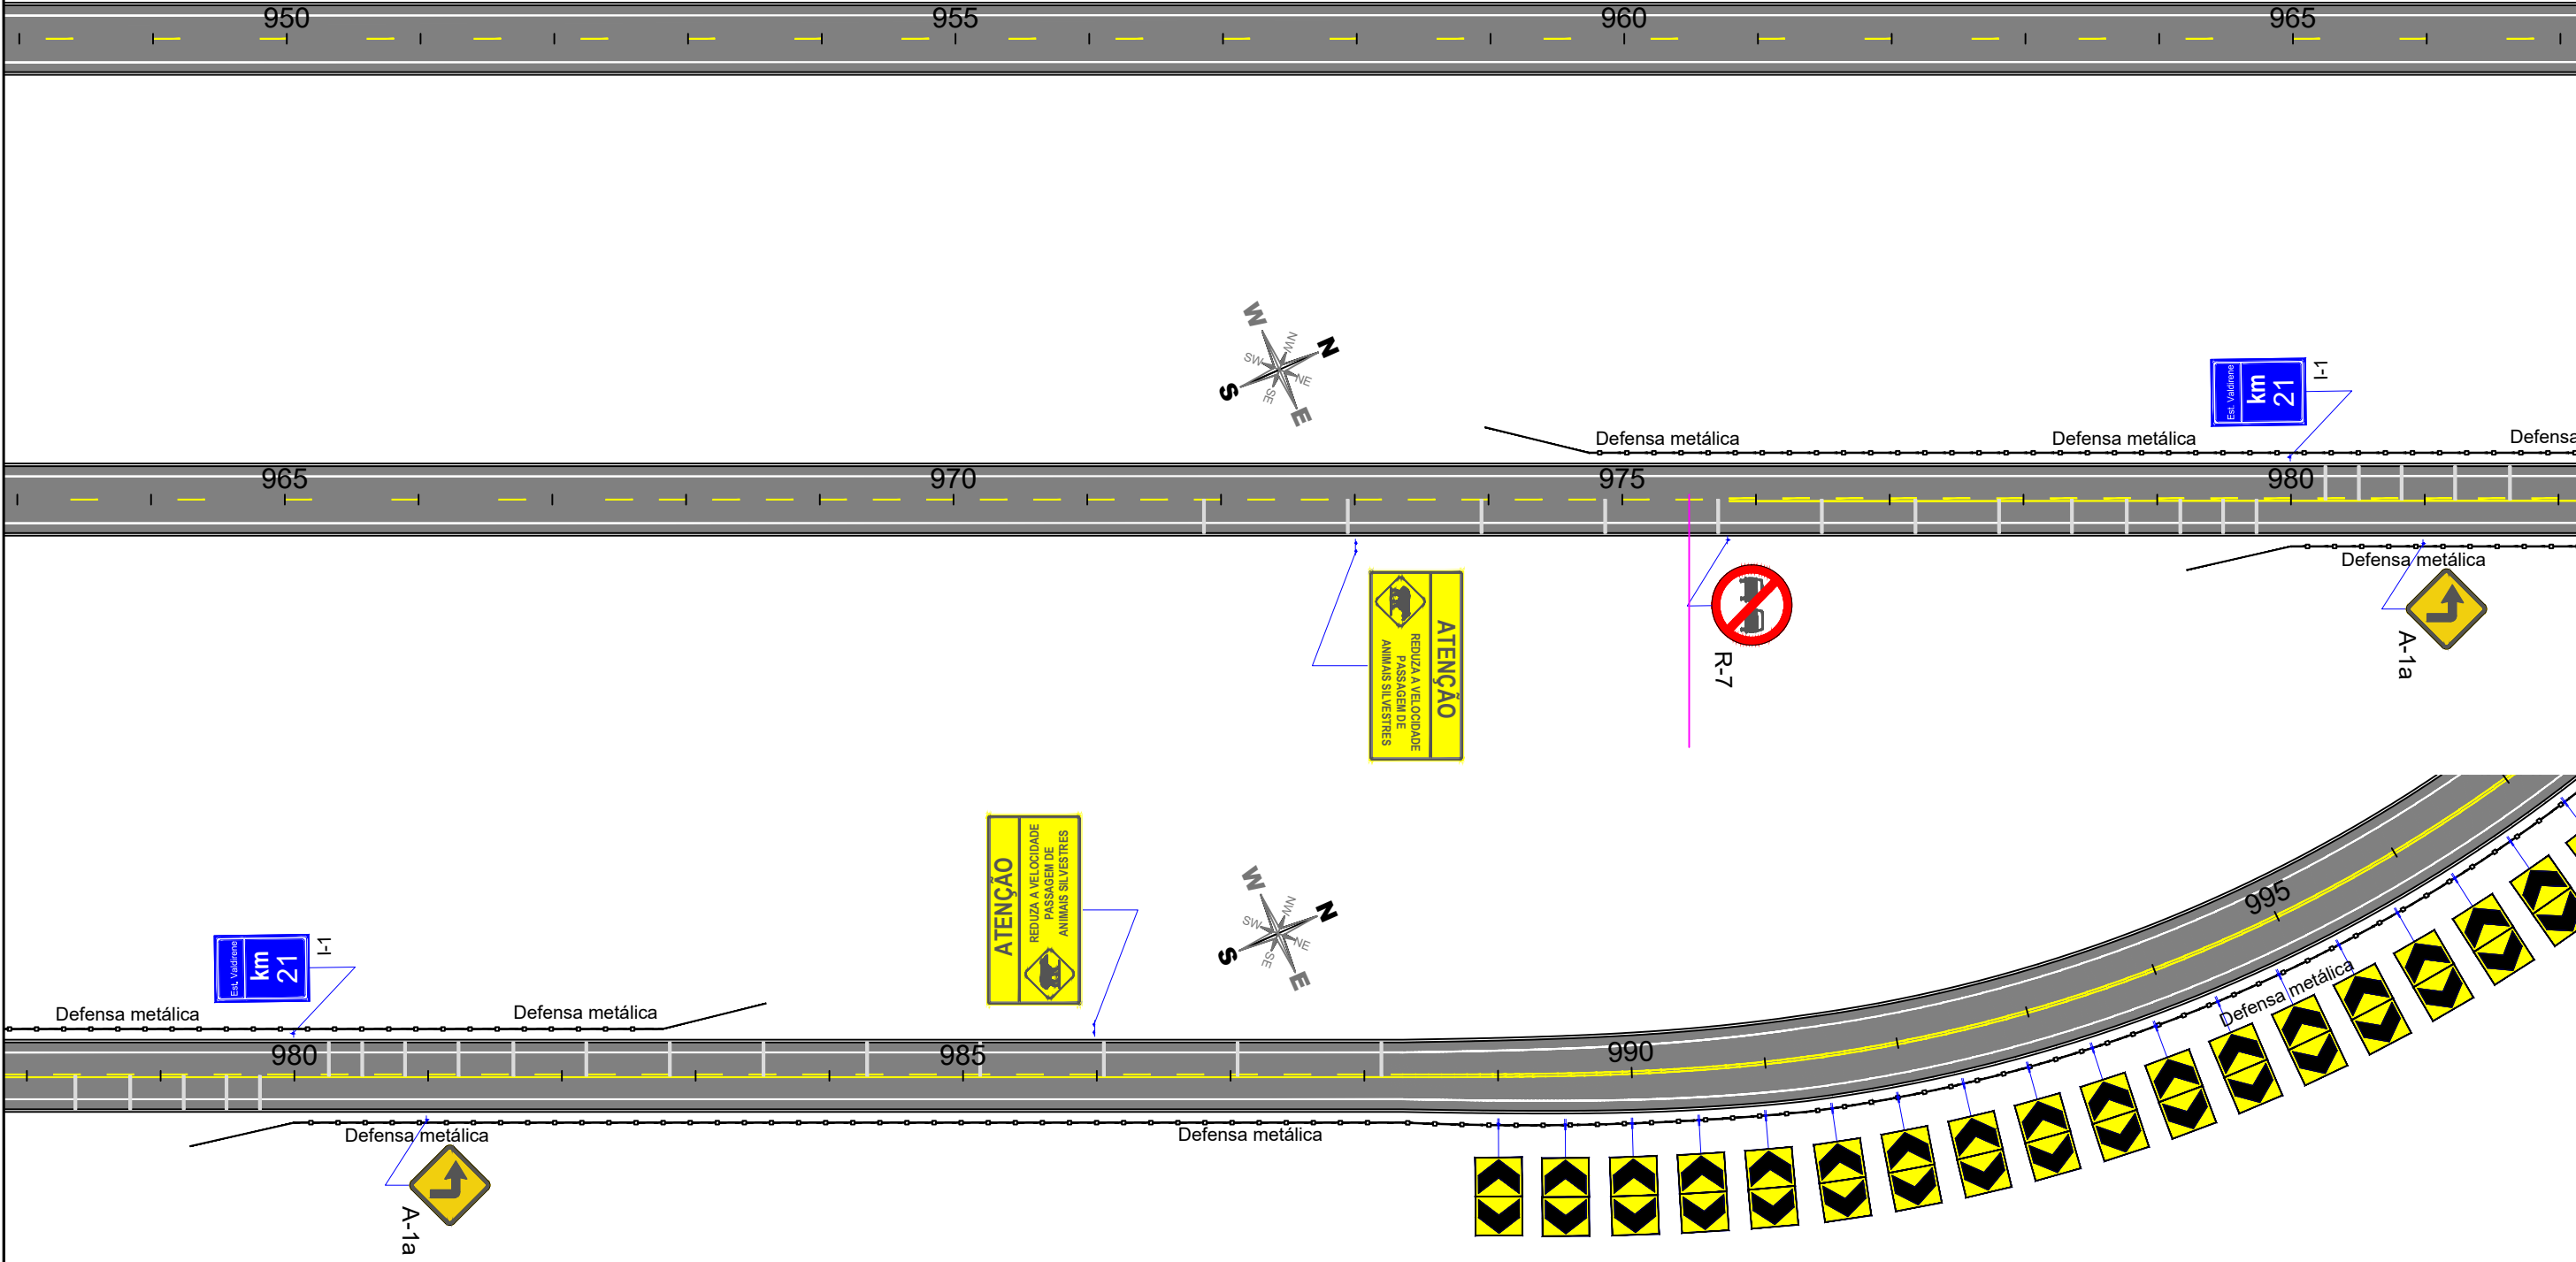 950
955
960
965
W
NW
N
SW
NE
S
SE
E
Est. Valdirene
km
21
I-1
Defensa metálica
Defensa metálica
Defensa
965
970
975
980
Defensa metálica
ATENÇÃO
REDUZA A VELOCIDADE
PASSAGEM DE
ANIMAIS SILVESTRES
R-7
A-1a
ATENÇÃO
REDUZA A VELOCIDADE
PASSAGEM DE
ANIMAIS SILVESTRES
W
NW
N
SW
NE
S
SE
E
Est. Valdirene
km
21
I-1
Defensa metálica
Defensa metálica
980
985
990
995
Defensa metálica
Defensa metálica
Defensa metálica
A-1a